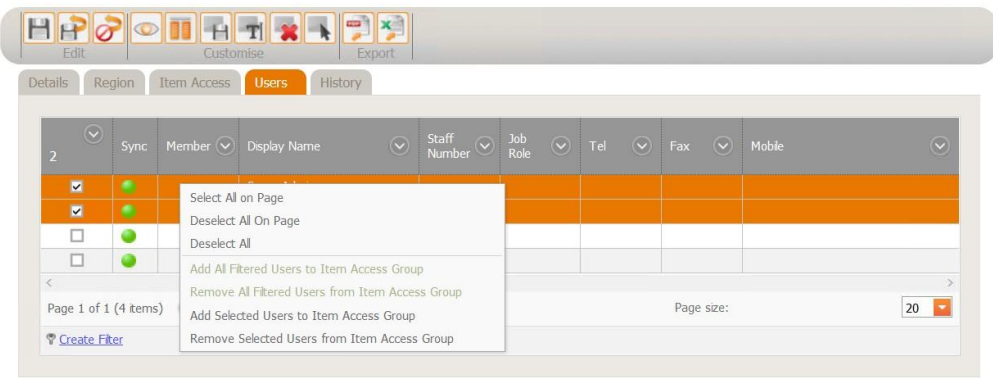 Edit
Customise
Export
Details
Region
Item Access
Users
History
2
Sync
Member
Display Name
Staff
Number
Job
Role
Tel
Fax
Mobile
Select All on Page
Deselect All On Page
Deselect All
Add All Filtered Users to Item Access Group
Remove All Filtered Users from Item Access Group
Add Selected Users to Item Access Group
Remove Selected Users from Item Access Group
Page 1 of 1 (4 items)
Page size:
20
Create Filter